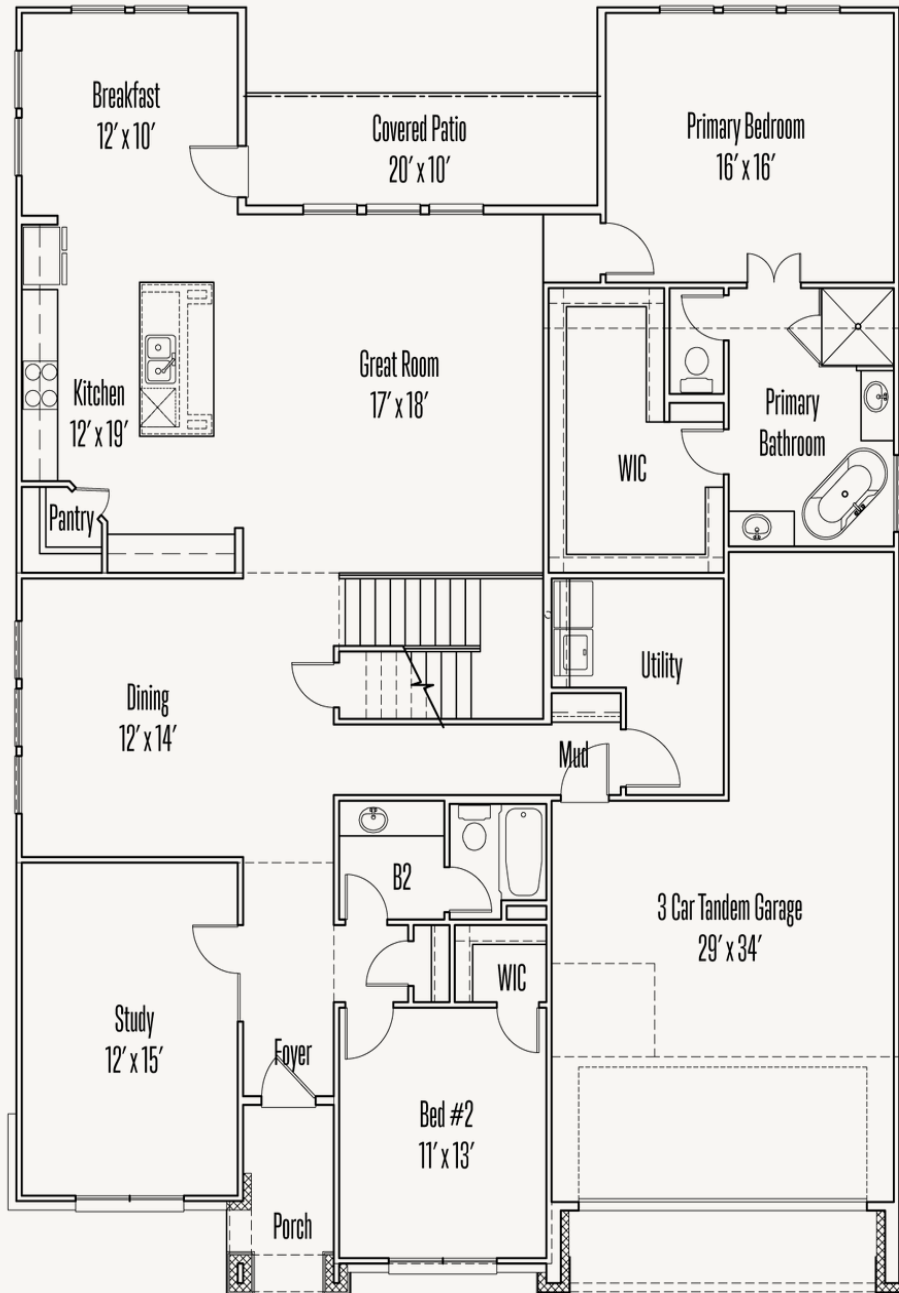 Breakfast
12' x 10'
Covered Patio
20' x 10'
Primary Bedroom
16' x 16'
Great Room
17' x 18'
Kitchen
12' x 19'
Primary
Bathroom
WIC
Pantry
Utility
Dining
12' x 14'
Mud
B2
3 Car Tandem Garage
29' x 34'
WIC
Study
12' x 15'
Foyer
Bed #2
11' x 13'
Porch